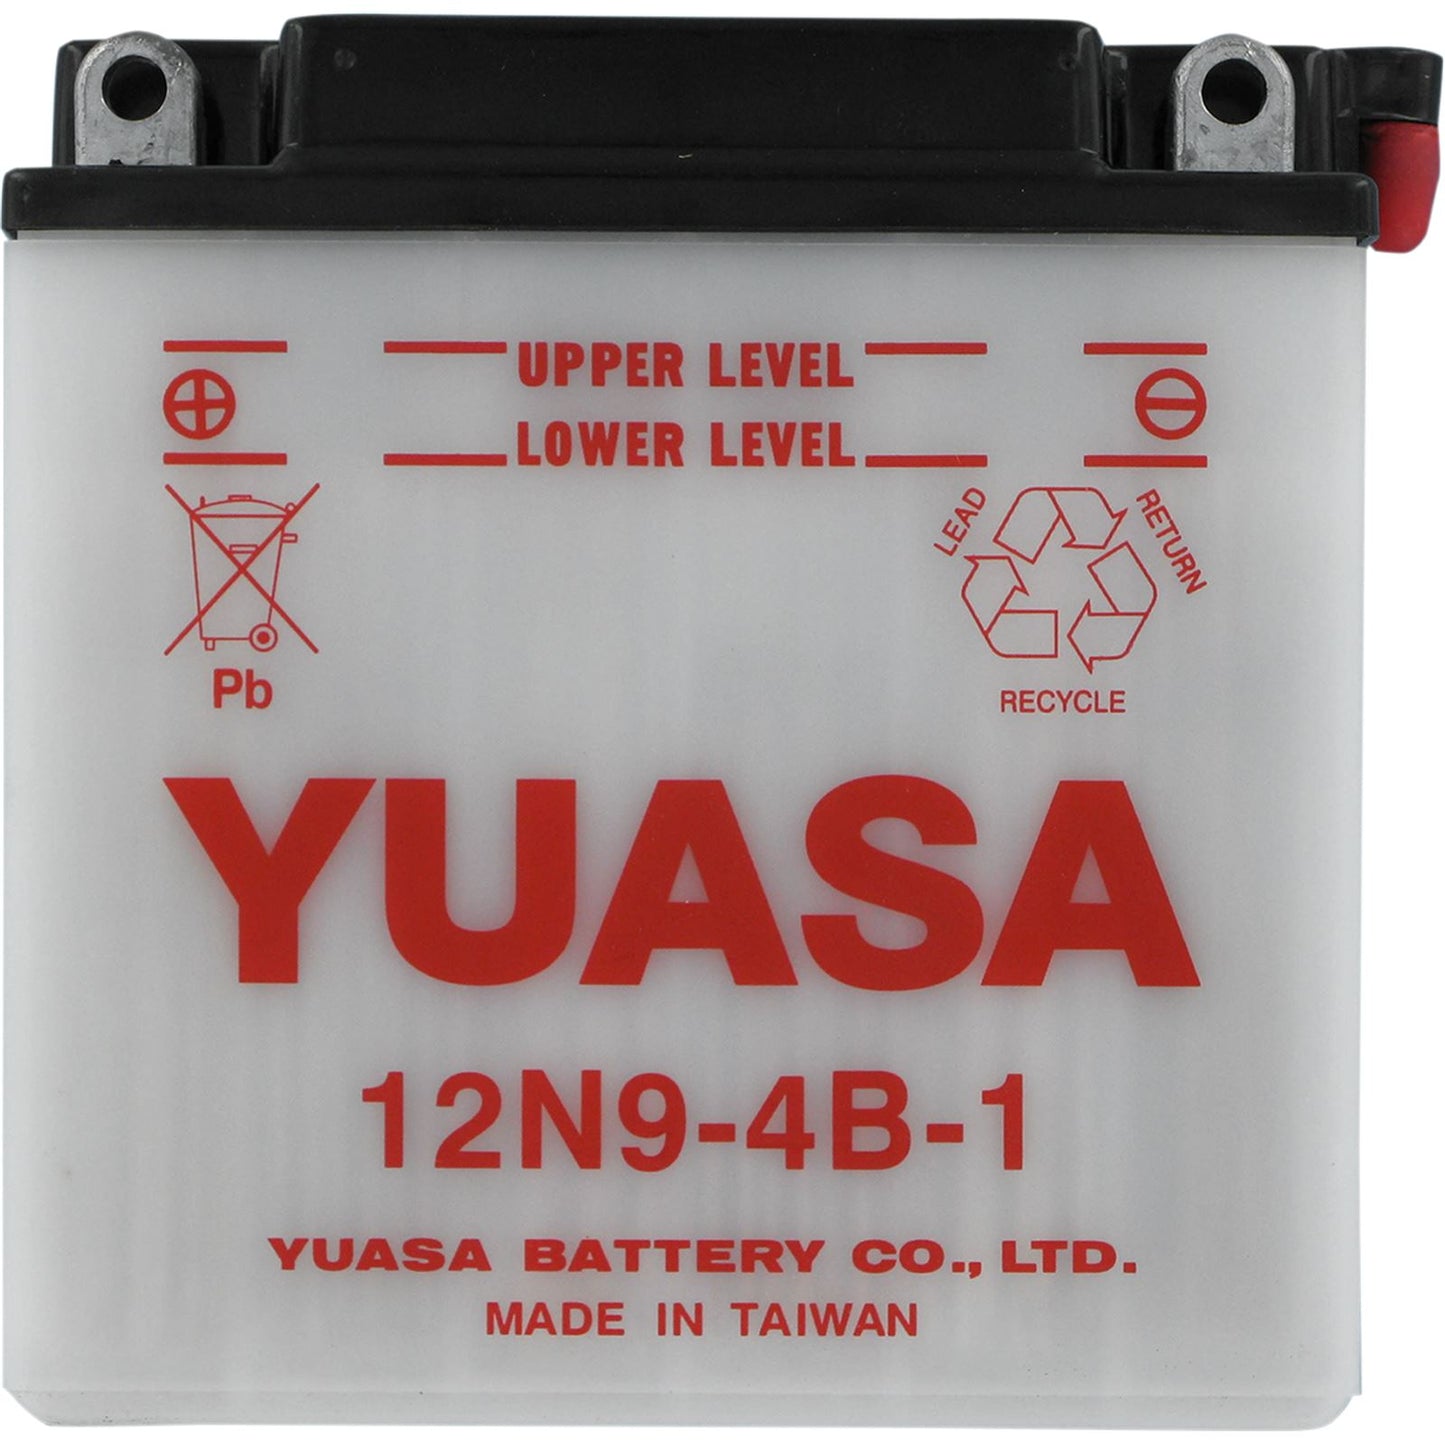 UPPER LEVEL
LOWER LEVEL
LEAD
RETURN
RECYCLE
Pb
YUASA
12N9-4B-1
YUASA BATTERY CO., LTD.
MADE IN TAIWAN